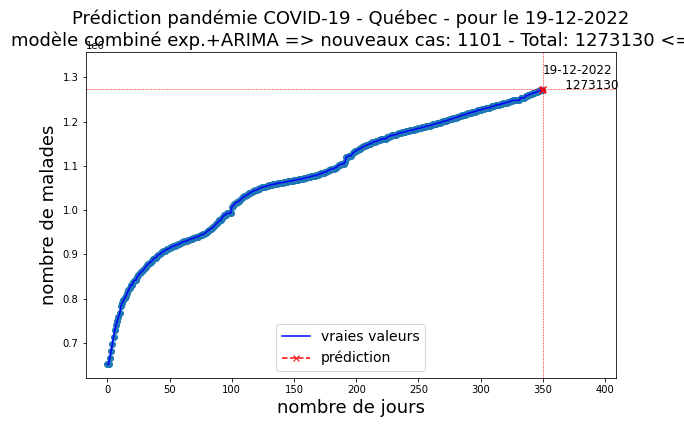 Prédiction pandémie COVID-19 - Québec - pour le 19-12-2022
modèle combiné exp.+ARIMA => nouveaux cas: 1101 - Total: 1273130 <=
19-12-2022
1273130
1.3
1.2
1.1
1.0
0.9
0.8
0.7
nombre de malades
vraies valeurs
prédiction
0 50 100 150 200 250 300 350 400
nombre de jours